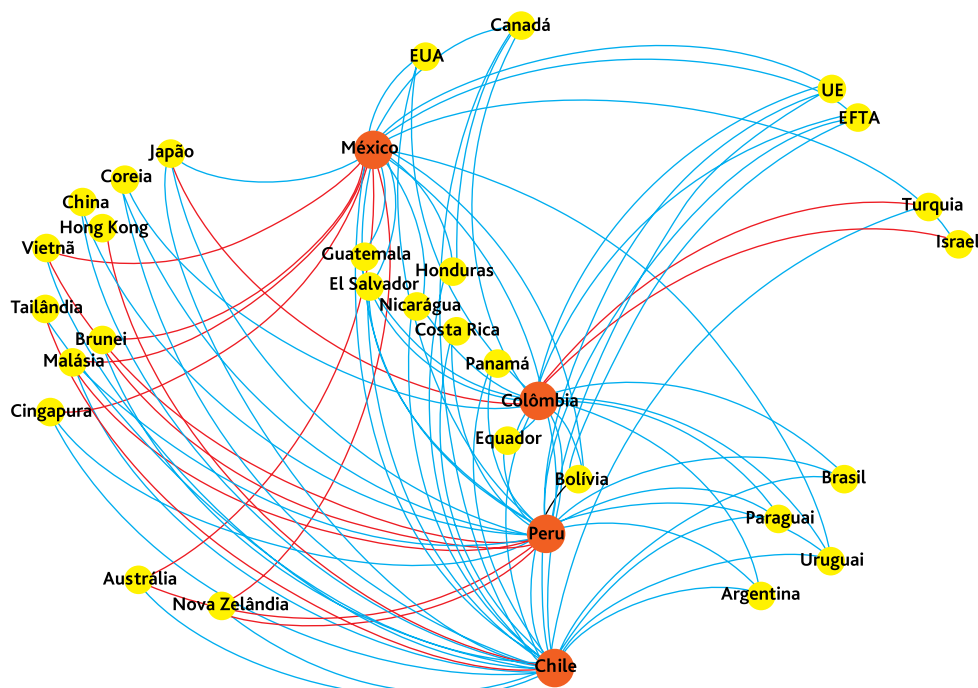 Canadá
EUA
UE
EFTA
México
Japão
Coreia
China
Hong Kong
Vietnã
Turquia
Israel
Guatemala
Honduras
El Salvador
Nicarágua
Tailândia
Costa Rica
Brunei
Malásia
Panamá
Colômbia
Cingapura
Equador
Bolívia
Brasil
Paraguai
Peru
Uruguai
Austrália
Argentina
Nova Zelândia
Chile